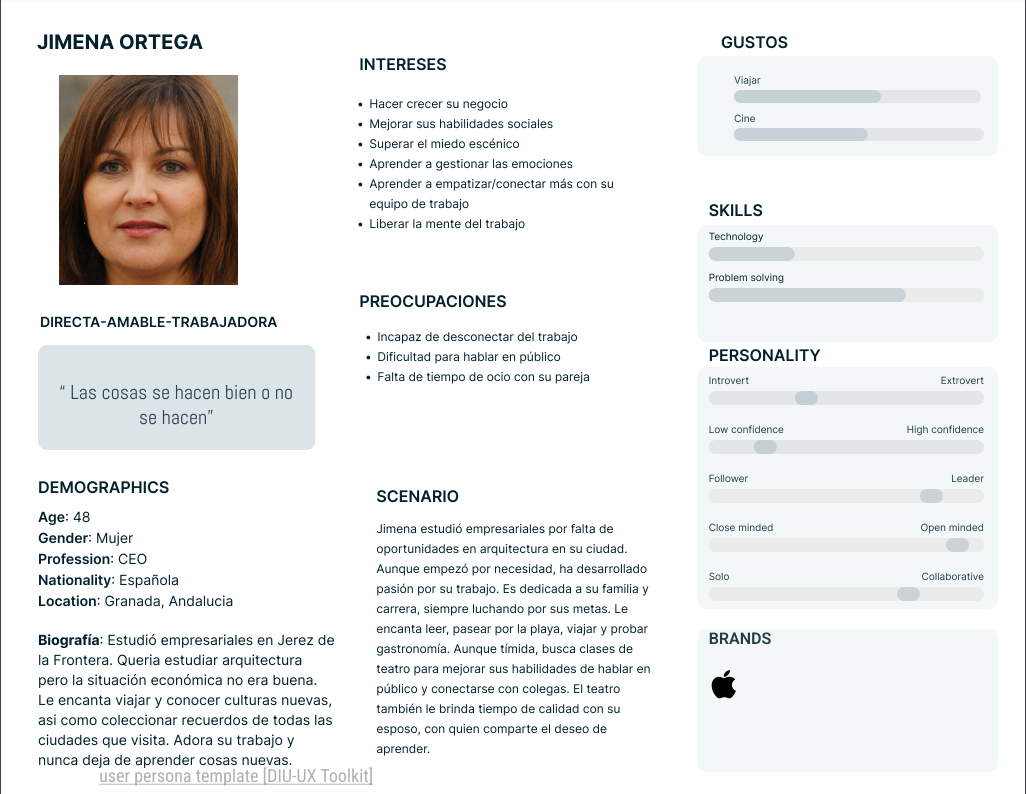 JIMENA ORTEGA
DIRECTA-AMABLE-TRABAJADORA
“ Las cosas se hacen bien o no
se hacen”
DEMOGRAPHICS
Age: 48
Gender: Mujer
Profession: CEO
Nationality: Española
Location: Granada, Andalucia
Biografía: Estudió empresariales en Jerez de
la Frontera. Queria estudiar arquitectura
pero la situación económica no era buena.
Le encanta viajar y conocer culturas nuevas,
asi como coleccionar recuerdos de todas las
ciudades que visita. Adora su trabajo y
nunca deja de aprender cosas nuevas.
user persona template [DIU-UX Toolkit]
INTERESES
• Hacer crecer su negocio
• Mejorar sus habilidades sociales
• Superar el miedo escénico
• Aprender a gestionar las emociones
• Aprender a empatizar/conectar más con su
equipo de trabajo
• Liberar la mente del trabajo
PREOCUPACIONES
• Incapaz de desconectar del trabajo
• Dificultad para hablar en público
• Falta de tiempo de ocio con su pareja
SCENARIO
Jimena estudió empresariales por falta de
oportunidades en arquitectura en su ciudad.
Aunque empezó por necesidad, ha desarrollado
pasión por su trabajo. Es dedicada a su familia y
carrera, siempre luchando por sus metas. Le
encanta leer, pasear por la playa, viajar y probar
gastronomía. Aunque tímida, busca clases de
teatro para mejorar sus habilidades de hablar en
público y conectarse con colegas. El teatro
también le brinda tiempo de calidad con su
esposo, con quien comparte el deseo de
aprender.
GUSTOS
Viajar
Cine
SKILLS
Technology
Problem solving
PERSONALITY
Introvert Extrovert
Low confidence High confidence
Follower Leader
Close minded Open minded
Solo Collaborative
BRANDS